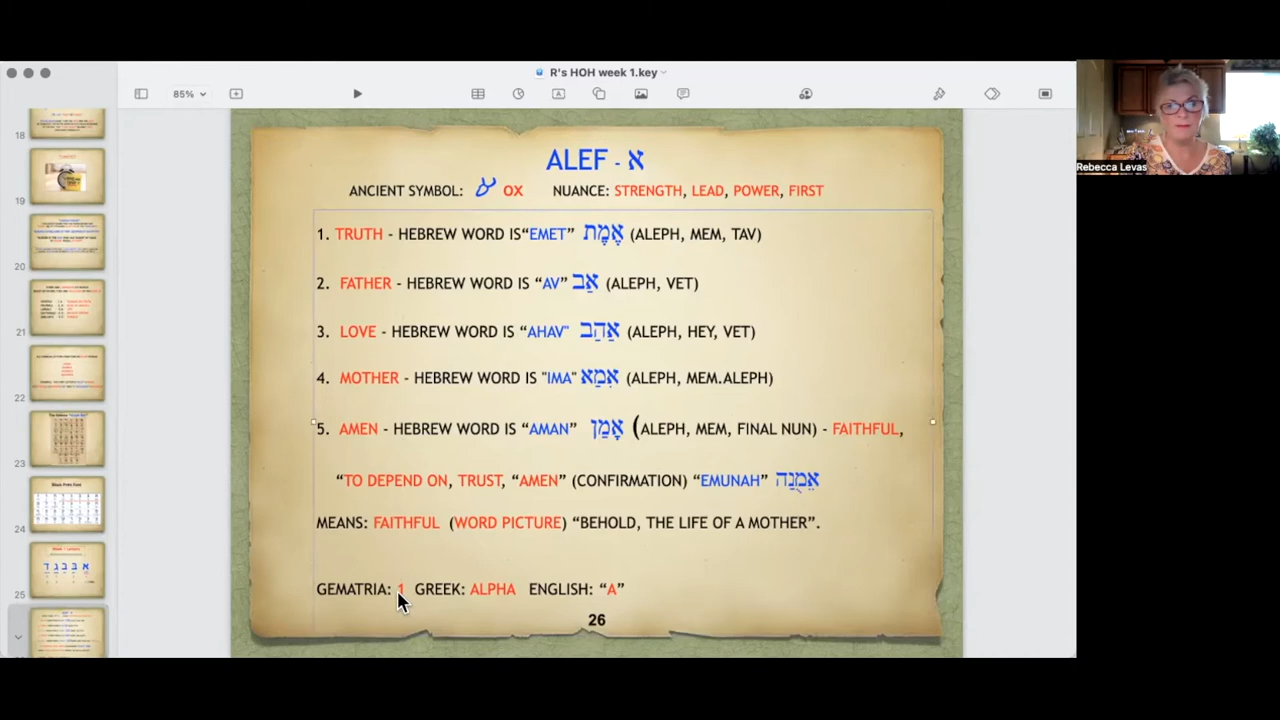 R's HOH week 1.key
85%
Rebecca Levas
ALEF - א
ANCIENT SYMBOL: OX NUANCE: STRENGTH, LEAD, POWER, FIRST
1. TRUTH - HEBREW WORD IS“EMET” אֱמֶת (ALEPH, MEM, TAV)
2. FATHER - HEBREW WORD IS “AV” אַב (ALEPH, VET)
3. LOVE - HEBREW WORD IS “AHAV" אַהַב (ALEPH, HEY, VET)
4. MOTHER - HEBREW WORD IS "IMA" אִמַא (ALEPH, MEM.ALEPH)
5. AMEN - HEBREW WORD IS “AMAN” אָמַן (ALEPH, MEM, FINAL NUN) - FAITHFUL,
“TO DEPEND ON, TRUST, “AMEN” (CONFIRMATION) “EMUNAH” אֵמֻנַה
MEANS: FAITHFUL (WORD PICTURE) “BEHOLD, THE LIFE OF A MOTHER”.
GEMATRIA: 1 GREEK: ALPHA ENGLISH: “A”
26
18
19
20
21
22
23
24
25